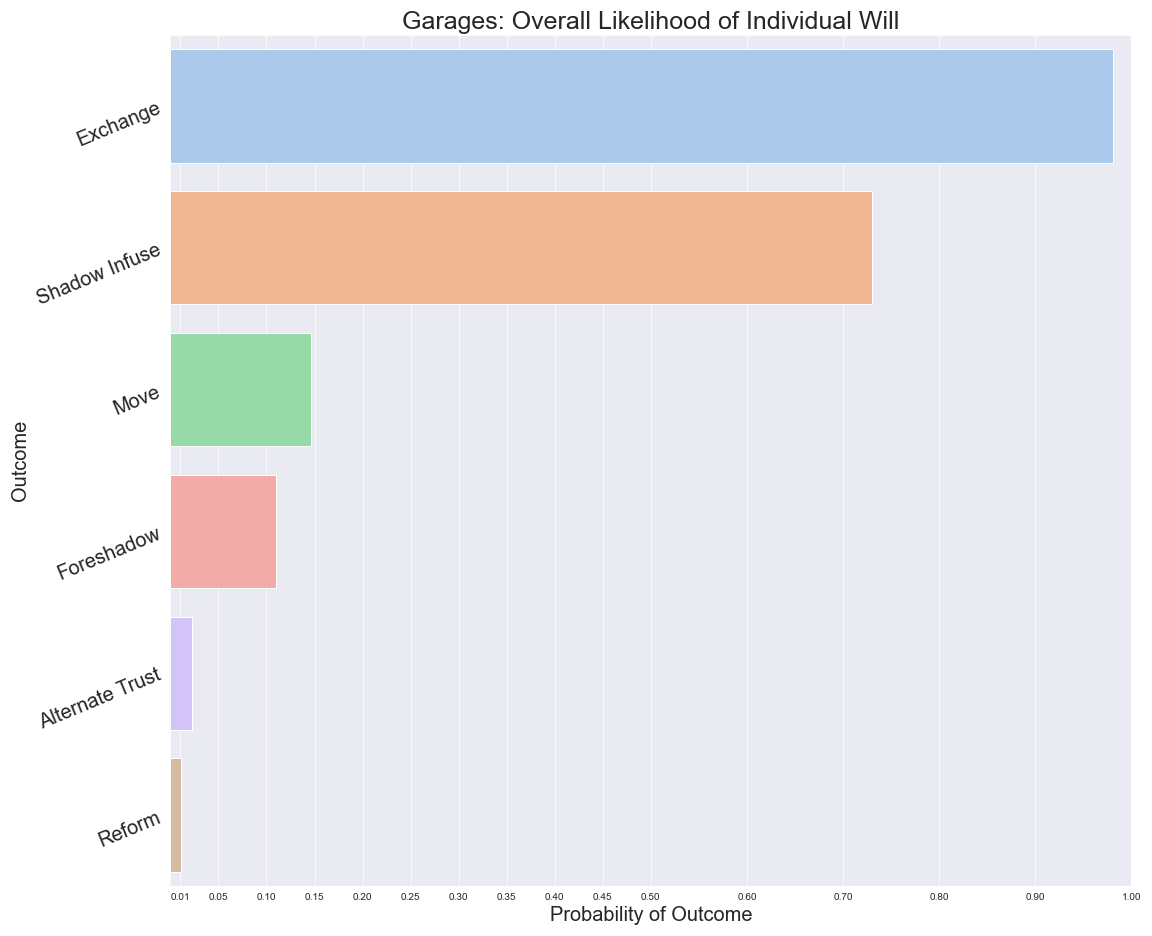 Garages: Overall Likelihood of Individual Will
Exchange
Shadow Infuse
Move
Foreshadow
Alternate Trust
Reform
Outcome
0.01 0.05 0.10 0.15 0.20 0.25 0.30 0.35 0.40 0.45 0.50 0.60 0.70 0.80 0.90 1.00
Probability of Outcome